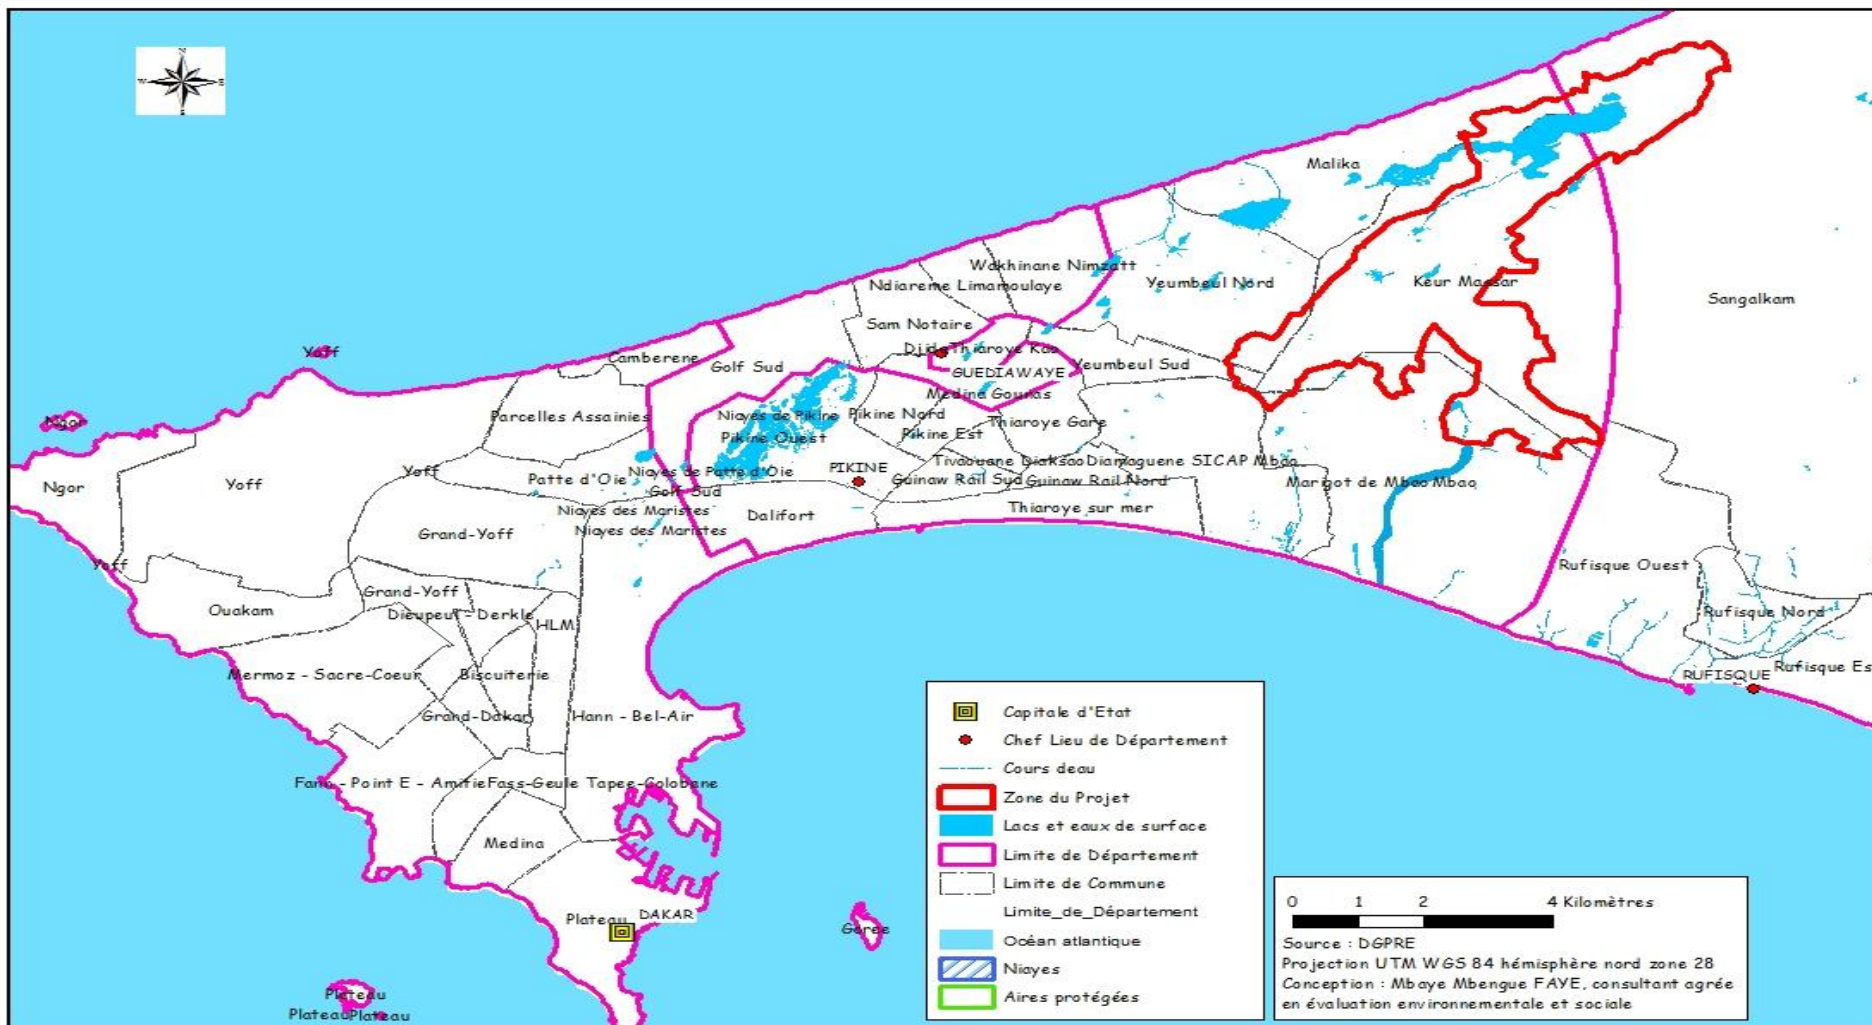 N
W E
S
Malika
Wakhinane Nimzatt
Ndiareme Limamoulaye
Yeumbeul Nord
Keur Massar
Sangalkam
Sam Notaire
Yoff
Camberene
Golf Sud
Thiaroye Kao
Yeumbeul Sud
GUEDIAWAYE
Medina Gounas
Ngor
Parcelles Assainies
Niayes de Pikine
Pikine Nord
Thiaroye Gare
Pikine Ouest
Pikine Est
Ngor
Yoff
Yoff
Patte d'Oie
Niayes de Patte d'Oie
PIKINE
Tivaouane Diaksao
Diamaguene SICAP Mbao
Golf Sud
Guinaw Rail Sud
Guinaw Rail Nord
Marigot de Mbao
Mbao
Niayes des Maristes
Dalifort
Thiaroye sur mer
Grand-Yoff
Niayes des Maristes
Yoff
Rufisque Ouest
Grand-Yoff
Ouakam
Dieupeul - Derkle
HLM
Rufisque Nord
Mermoz - Sacre-Coeur
Biscuiterie
RUFISQUE
Rufisque Es
Grand-Dakar
Hann - Bel-Air
Fann - Point E - Amitie
Fass-Geule Tapee-Colobane
Medina
Plateau
DAKAR
Goree
Plateau
Plateau
Plateau
Capitale d'Etat
Chef Lieu de Département
Cours deau
Zone du Projet
Lacs et eaux de surface
Limite de Département
Limite de Commune
Limite_de_Département
Océan atlantique
Niayes
Aires protégées
0 1 2 4 Kilomètres
Source : DGPRE
Projection UTM WGS 84 hémisphère nord zone 28
Conception : Mbaye Mbengue FAYE, consultant agrée
en évaluation environnementale et sociale